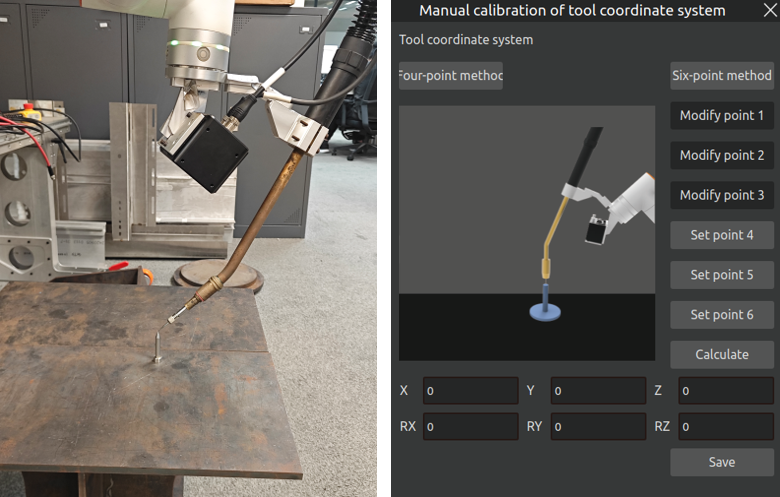 Manual calibration of tool coordinate system
Tool coordinate system
Four-point method Six-point method
Modify point 1
Modify point 2
Modify point 3
Set point 4
Set point 5
Set point 6
Calculate
X 0 Y 0 Z 0
RX 0 RY 0 RZ 0
Save